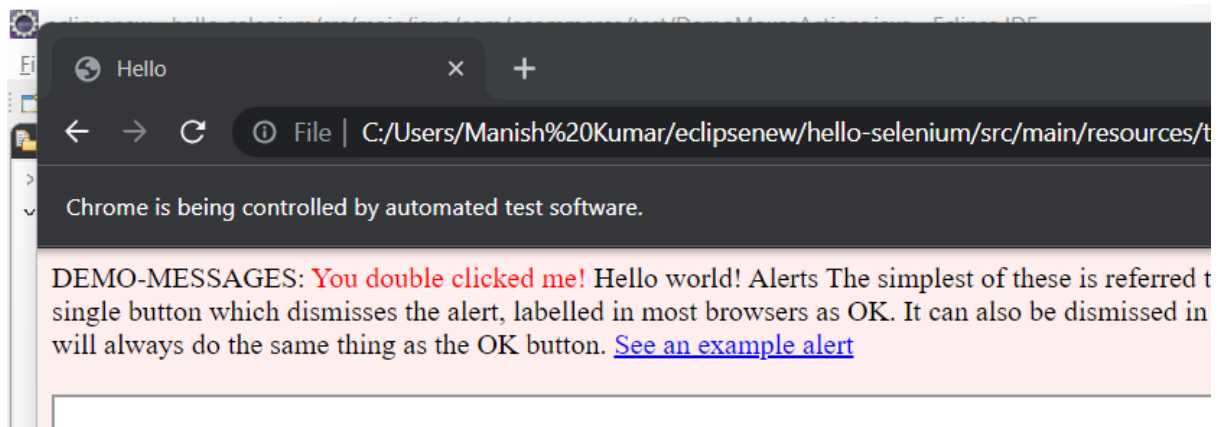 Fi
Hello
File
C:/Users/Manish%20Kumar/eclipsenew/hello-selenium/src/main/resources/t
Chrome is being controlled by automated test software.
DEMO-MESSAGES: You double clicked me! Hello world! Alerts The simplest of these is referred t
single button which dismisses the alert, labelled in most browsers as OK. It can also be dismissed in
will always do the same thing as the OK button. See an example alert